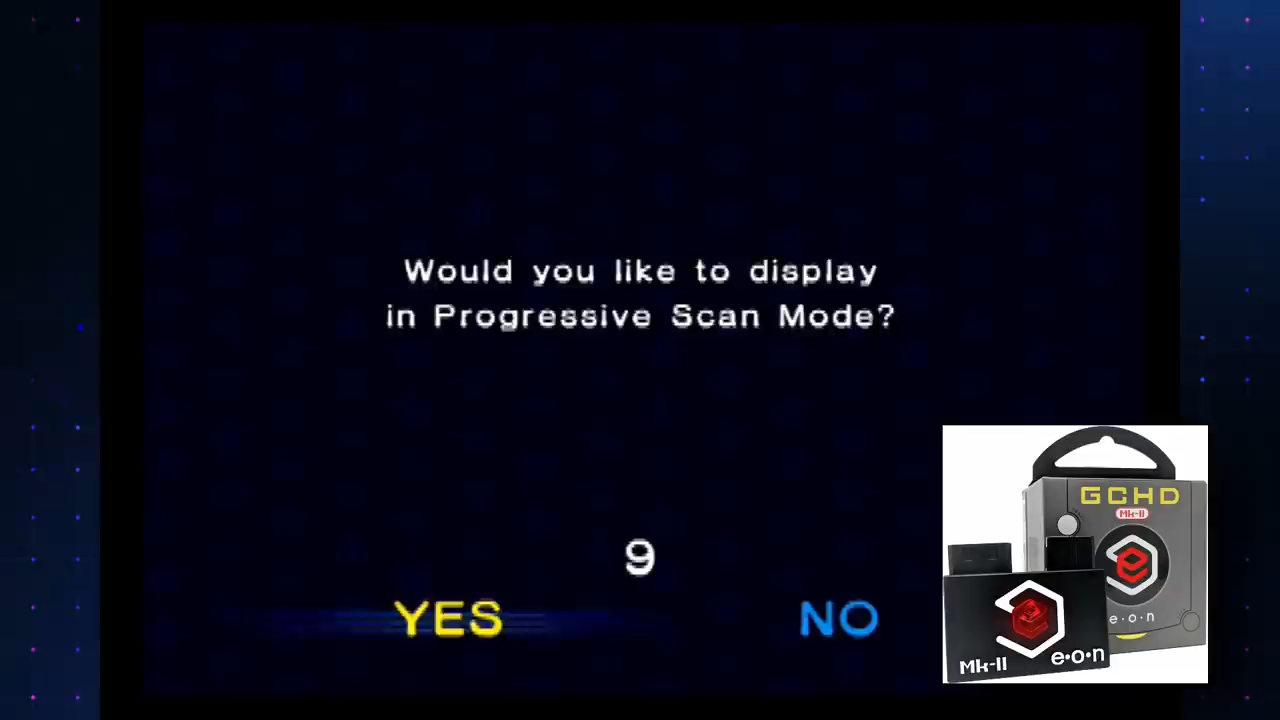 Would you like to display
in Progressive Scan Mode?
9
YES
NO
GCHD
Mk-II
e·o·n
Mk-II
e·o·n